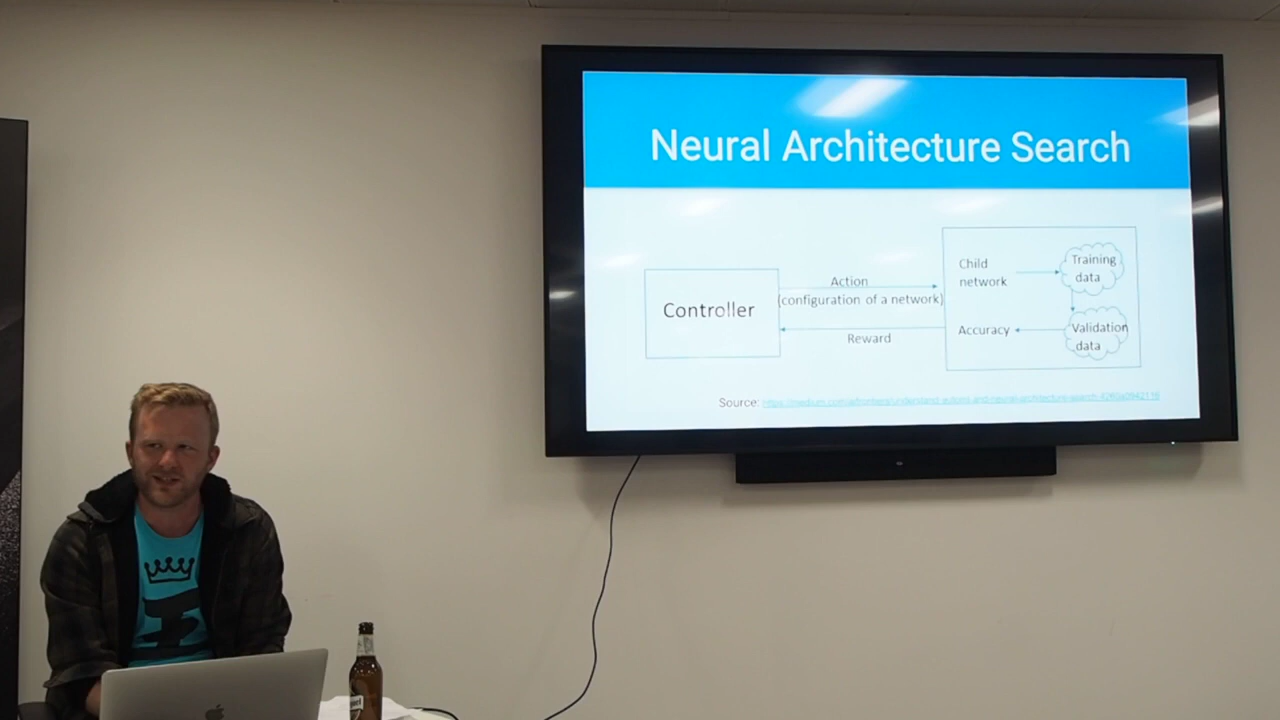 Neural Architecture Search
Controller
Action
(configuration of a network)
Reward
Child
network
Training
data
Accuracy
Validation
data
Source: